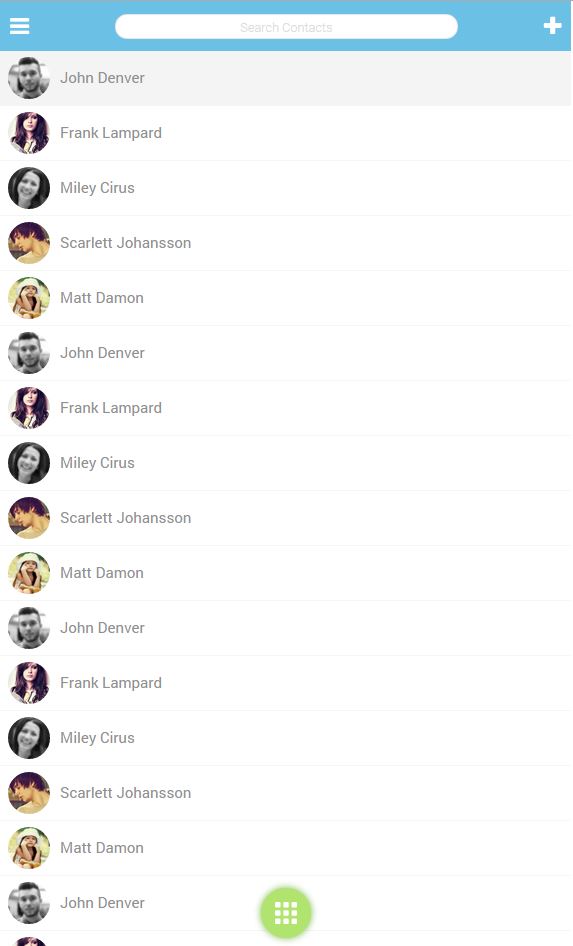 Search Contacts
John Denver
Frank Lampard
Miley Cirus
Scarlett Johansson
Matt Damon
John Denver
Frank Lampard
Miley Cirus
Scarlett Johansson
Matt Damon
John Denver
Frank Lampard
Miley Cirus
Scarlett Johansson
Matt Damon
John Denver